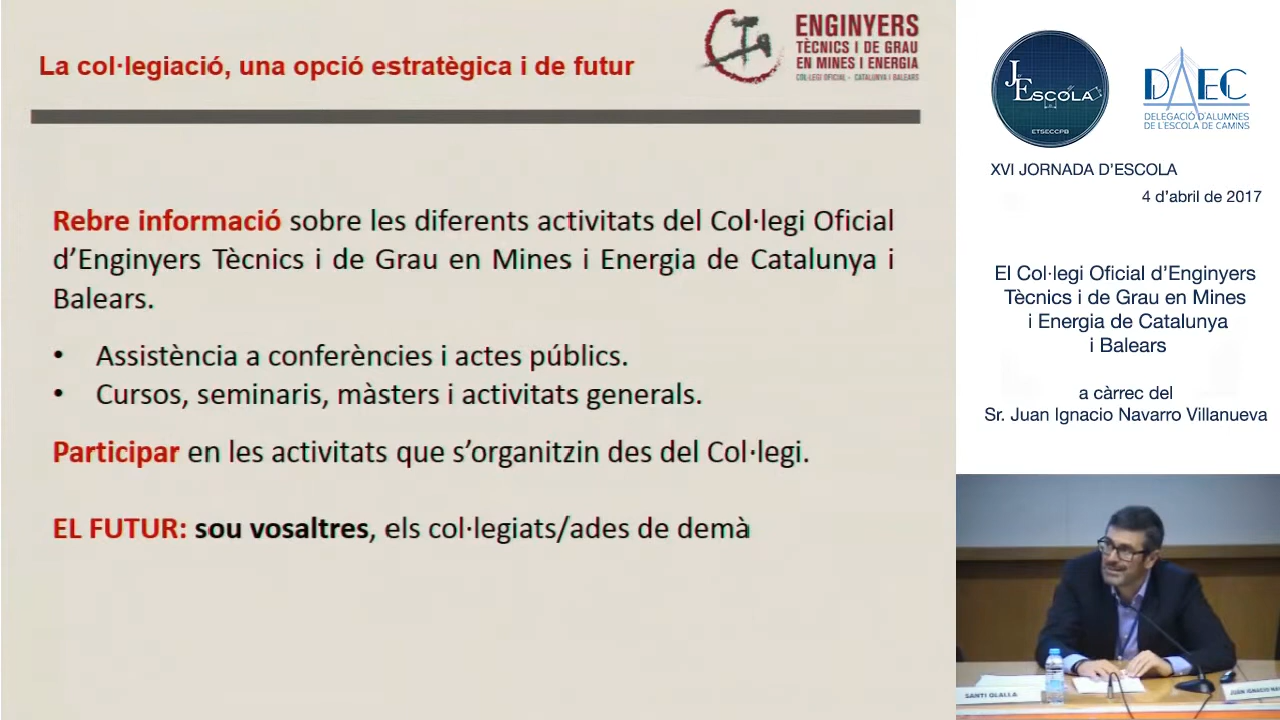 La col·legiació, una opció estratègica i de futur
ENGINYERS
TÈCNICS I DE GRAU
EN MINES I ENERGIA
COL·LEGI OFICIAL - CATALUNYA I BALEARS
Rebre informació sobre les diferents activitats del Col·legi Oficial
d'Enginyers Tècnics i de Grau en Mines i Energia de Catalunya i
Balears.
• Assistència a conferències i actes públics.
• Cursos, seminaris, màsters i activitats generals.
Participar en les activitats que s'organitzin des del Col·legi.
EL FUTUR: sou vosaltres, els col·legiats/ades de demà
ESCOLA
ETSECCPB
DAEC
DELEGACIÓ D'ALUMNES
DE L'ESCOLA DE CAMINS
XVI JORNADA D'ESCOLA
4 d'abril de 2017
El Col·legi Oficial d'Enginyers
Tècnics i de Grau en Mines
i Energia de Catalunya
i Balears
a càrrec del
Sr. Juan Ignacio Navarro Villanueva
SANTI OLALLA
JUAN IGNACIO